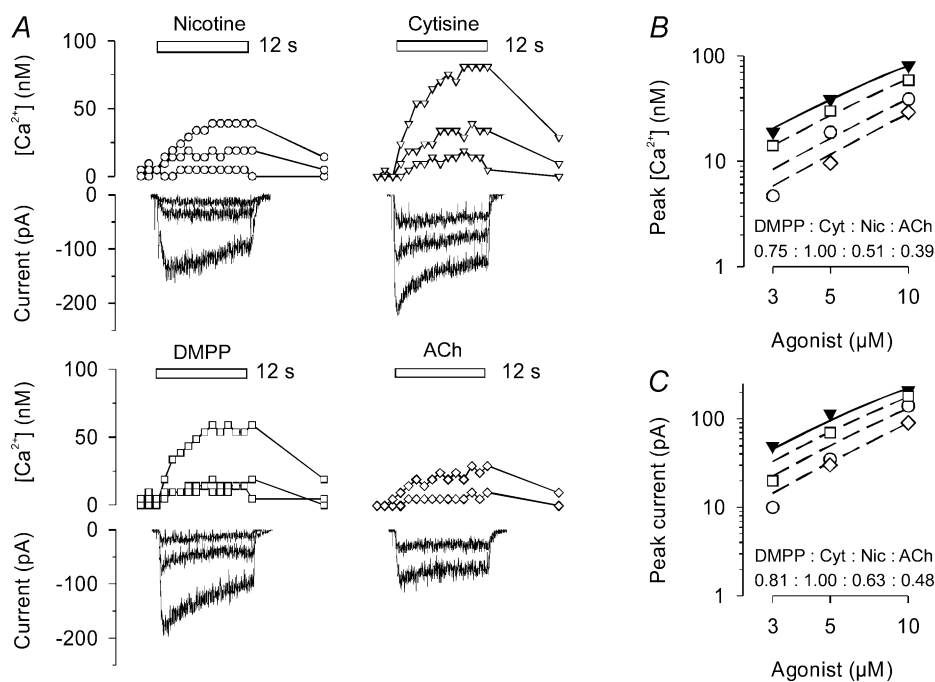 A
Nicotine
12 s
Cytisine
12 s
[Ca2+] (nM)
100
50
0
Current (pA)
0
-100
-200
DMPP
12 s
ACh
12 s
[Ca2+] (nM)
100
50
0
Current (pA)
0
-100
-200
B
Peak [Ca2+] (nM)
100
10
1
DMPP : Cyt : Nic : ACh
0.75 : 1.00 : 0.51 : 0.39
3 5 10
Agonist (µM)
C
Peak current (pA)
100
10
1
DMPP : Cyt : Nic : ACh
0.81 : 1.00 : 0.63 : 0.48
3 5 10
Agonist (µM)